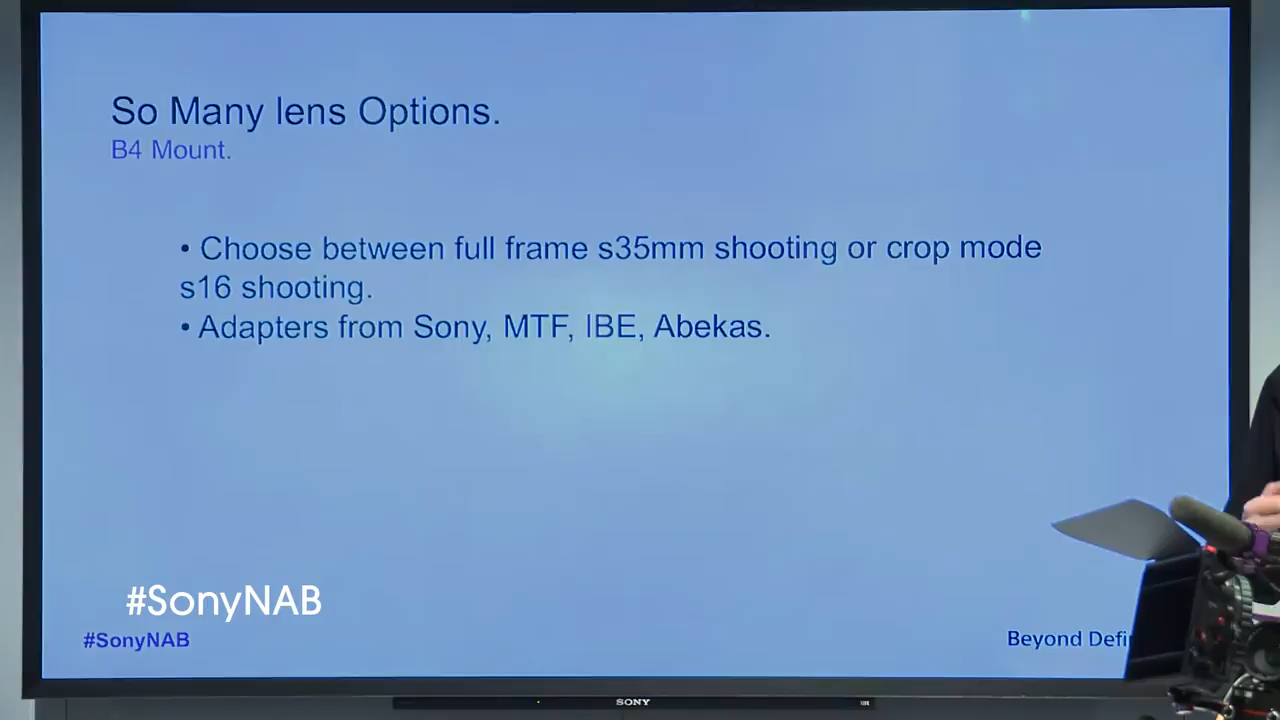 So Many lens Options.
B4 Mount.
• Choose between full frame s35mm shooting or crop mode
s16 shooting.
• Adapters from Sony, MTF, IBE, Abekas.
#SonyNAB
#SonyNAB
Beyond
SONY